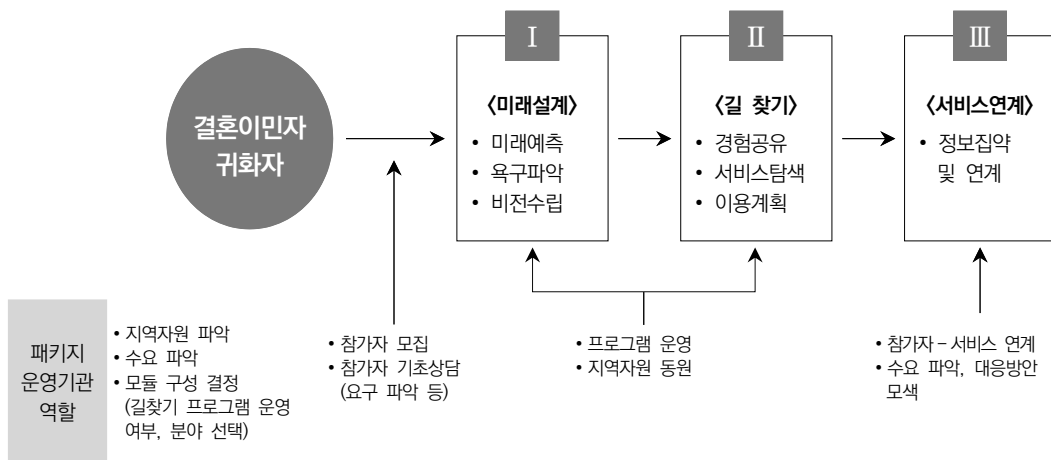 결혼이민자
귀화자
Ⅰ
〈미래설계〉
• 미래예측
• 욕구파악
• 비전수립
Ⅱ
〈길 찾기〉
• 경험공유
• 서비스탐색
• 이용계획
Ⅲ
〈서비스연계〉
• 정보집약
및 연계
패키지
운영기관
역할
• 지역자원 파악
• 수요 파악
• 모듈 구성 결정
(길찾기 프로그램 운영
여부, 분야 선택)
• 참가자 모집
• 참가자 기초상담
(요구 파악 등)
• 프로그램 운영
• 지역자원 동원
• 참가자 – 서비스 연계
• 수요 파악, 대응방안
모색